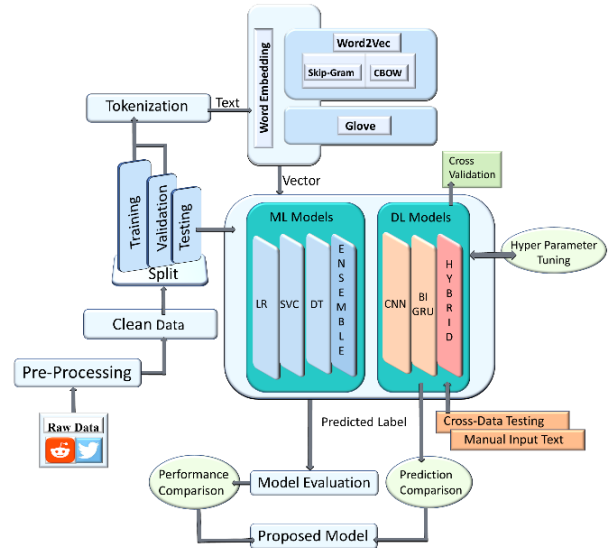 Word2Vec
Skip-Gram
CBOW
Word Embedding
Glove
Tokenization
Text
Vector
Cross
Validation
Training
Validation
Testing
Split
ML Models
DL Models
LR
SVC
DT
ENSEMBLE
CNN
BI
GRU
HYBRID
Hyper Parameter
Tuning
Clean Data
Pre-Processing
Raw Data
Predicted Label
Cross-Data Testing
Manual Input Text
Performance
Comparison
Model Evaluation
Prediction
Comparison
Proposed Model